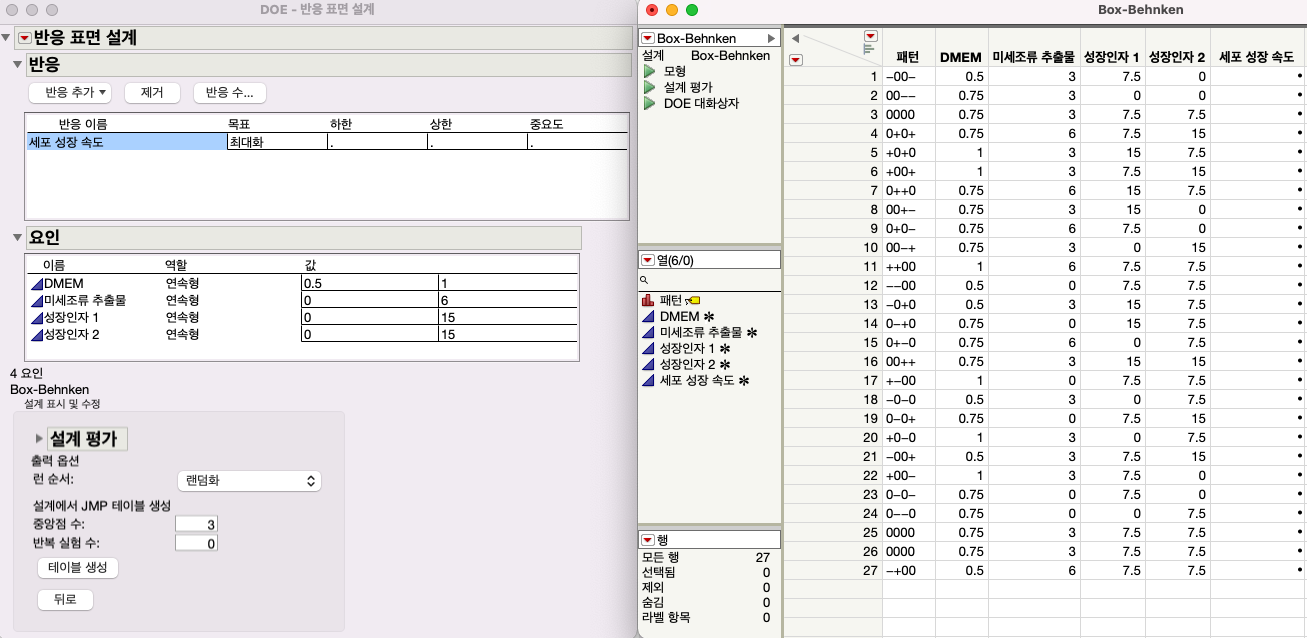 DOE - 반응 표면 설계
반응 표면 설계
반응
반응 추가 제거 반응 수...
반응 이름 목표 하한 상한 중요도
세포 성장 속도 최대화 . . .
요인
이름 역할 값
DMEM 연속형 0.5 1
미세조류 추출물 연속형 0 6
성장인자 1 연속형 0 15
성장인자 2 연속형 0 15
4 요인
Box-Behnken
설계 표시 및 수정
설계 평가
출력 옵션
런 순서: 랜덤화
설계에서 JMP 테이블 생성
중앙점 수: 3
반복 실험 수: 0
테이블 생성
뒤로
Box-Behnken
Box-Behnken
설계 Box-Behnken
모형
설계 평가
DOE 대화상자
열(6/0)
패턴
DMEM *
미세조류 추출물 *
성장인자 1 *
성장인자 2 *
세포 성장 속도 *
행
모든 행 27
선택됨 0
제외 0
숨김 0
라벨 항목 0
패턴 DMEM 미세조류 추출물 성장인자 1 성장인자 2 세포 성장 속도
1 -00- 0.5 3 7.5 0 •
2 00-- 0.75 3 0 0 •
3 0000 0.75 3 7.5 7.5 •
4 0+0+ 0.75 6 7.5 15 •
5 +0+0 1 3 15 7.5 •
6 +00+ 1 3 7.5 15 •
7 0++0 0.75 6 15 7.5 •
8 00+- 0.75 3 15 0 •
9 0+0- 0.75 6 7.5 0 •
10 00-+ 0.75 3 0 15 •
11 ++00 1 6 7.5 7.5 •
12 --00 0.5 0 7.5 7.5 •
13 -0+0 0.5 3 15 7.5 •
14 0-+0 0.75 0 15 7.5 •
15 0+-0 0.75 6 0 7.5 •
16 00++ 0.75 3 15 15 •
17 +-00 1 0 7.5 7.5 •
18 -0-0 0.5 3 0 7.5 •
19 0-0+ 0.75 0 7.5 15 •
20 +0-0 1 3 0 7.5 •
21 -00+ 0.5 3 7.5 15 •
22 +00- 1 3 7.5 0 •
23 0-0- 0.75 0 7.5 0 •
24 0--0 0.75 0 0 7.5 •
25 0000 0.75 3 7.5 7.5 •
26 0000 0.75 3 7.5 7.5 •
27 -+00 0.5 6 7.5 7.5 •